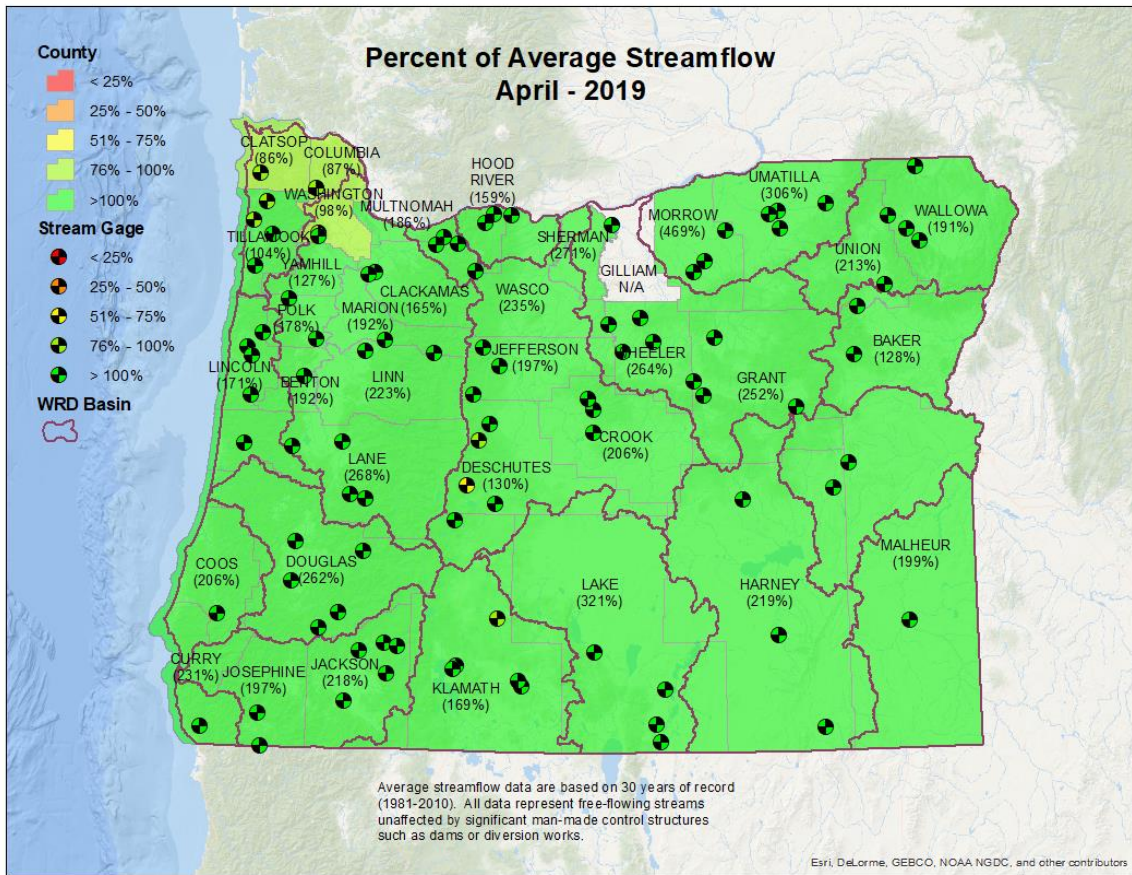 Percent of Average Streamflow
April - 2019
County
< 25%
25% - 50%
51% - 75%
76% - 100%
>100%
Stream Gage
< 25%
25% - 50%
51% - 75%
76% - 100%
> 100%
WRD Basin
CLATSOP
(86%)
COLUMBIA
(87%)
WASHINGTON
(98%)
MULTNOMAH
(186%)
HOOD
RIVER
(159%)
TILLAMOOK
(104%)
YAMHILL
(127%)
CLACKAMAS
(165%)
SHERMAN
(271%)
GILLIAM
N/A
MORROW
(469%)
UMATILLA
(306%)
WALLOWA
(191%)
UNION
(213%)
POLK
(178%)
MARION
(192%)
WASCO
(235%)
BAKER
(128%)
LINCOLN
(171%)
BENTON
(192%)
LINN
(223%)
JEFFERSON
(197%)
WHEELER
(264%)
GRANT
(252%)
LANE
(268%)
DESCHUTES
(130%)
CROOK
(206%)
COOS
(206%)
DOUGLAS
(262%)
LAKE
(321%)
HARNEY
(219%)
MALHEUR
(199%)
CURRY
(231%)
JOSEPHINE
(197%)
JACKSON
(218%)
KLAMATH
(169%)
Average streamflow data are based on 30 years of record
(1981-2010).  All data represent free-flowing streams
unaffected by significant man-made control structures
such as dams or diversion works.
Esri, DeLorme, GEBCO, NOAA NGDC, and other contributors